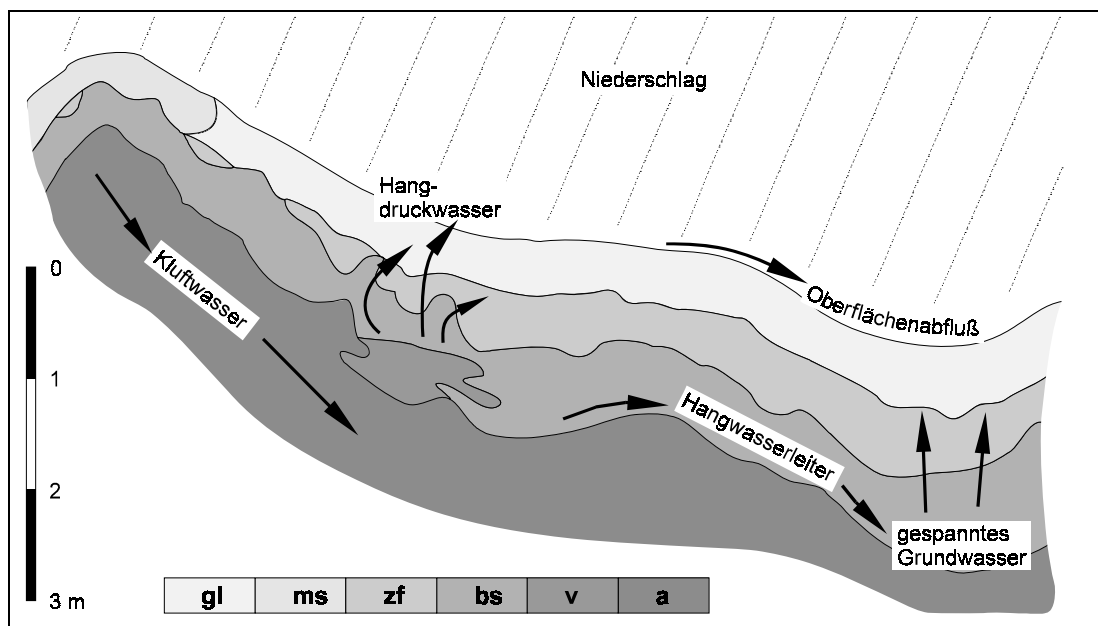 Niederschlag
Hang-
druckwasser
Kluftwasser
Oberflächenabfluß
Hangwasserleiter
gespanntes
Grundwasser
0
1
2
3 m
gl ms zf bs v a